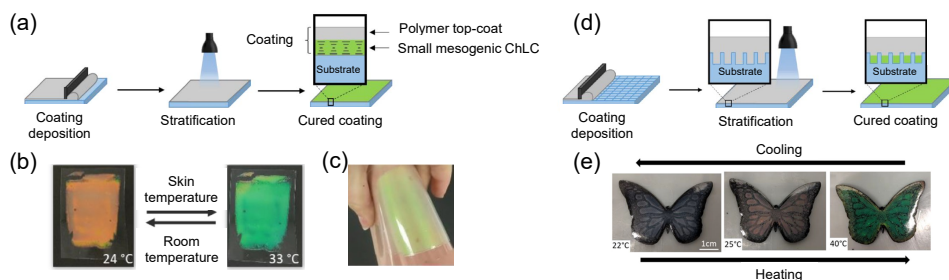 (a)
Coating
Polymer top-coat
Small mesogenic ChLC
Substrate
Coating
deposition
Stratification
Cured coating
(b)
24 °C
Skin
temperature
Room
temperature
33 °C
(c)
(d)
Substrate
Substrate
Coating
deposition
Stratification
Cured coating
(e)
Cooling
22°C
1cm
25°C
40°C
Heating